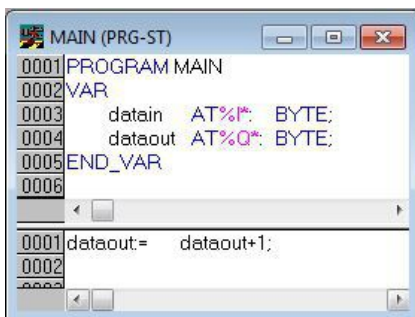 MAIN (PRG-ST)
0001 PROGRAM MAIN
0002 VAR
0003 datain AT%I*: BYTE;
0004 dataout AT%Q*: BYTE;
0005 END_VAR
0006
0001 dataout:= dataout+1;
0002
0003